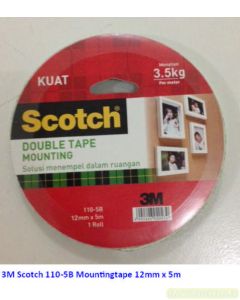 KUAT
Menahan
3.5kg
Per meter
Scotch
DOUBLE TAPE
MOUNTING
Solusi menempel dalam ruangan
3M
110-5B
12mm x 5m
1 Roll
3M Scotch 110-5B Mountingtape 12mm x 5m